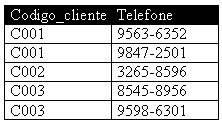 Codigo_cliente Telefone
C001 9563-6352
C001 9847-2501
C002 3265-8596
C003 8545-8956
C003 9598-6301